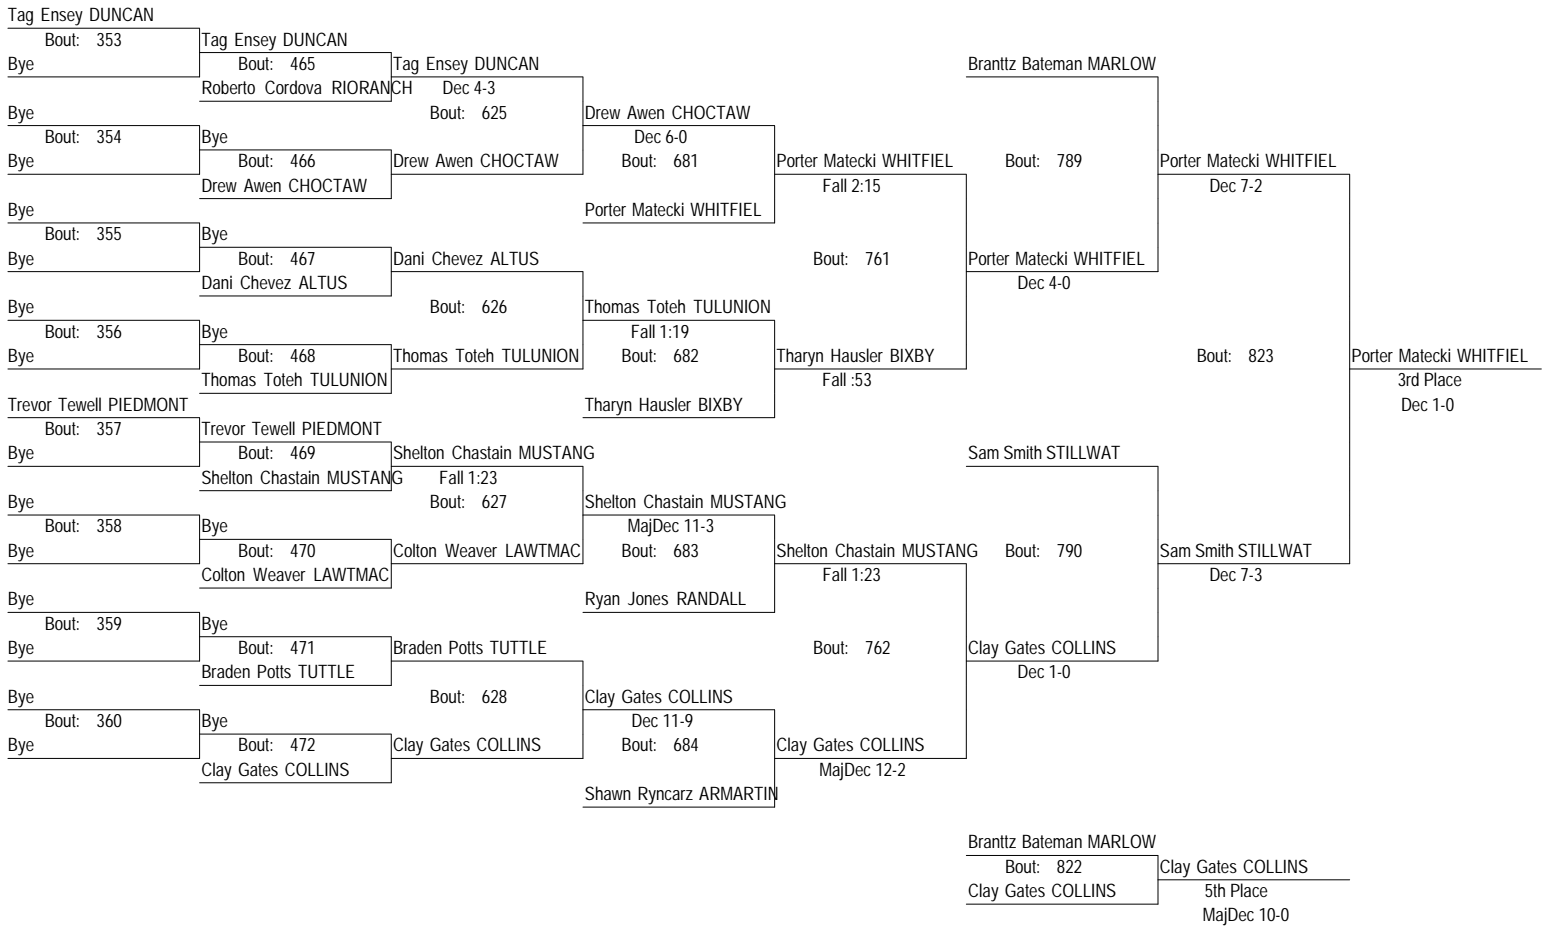 Tag Ensey DUNCAN
Bout: 353
Bye
Bye
Bout: 354
Bye
Bye
Bout: 355
Bye
Bye
Bout: 356
Bye
Trevor Tewell PIEDMONT
Bout: 357
Bye
Bye
Bout: 358
Bye
Bye
Bout: 359
Bye
Bye
Bout: 360
Bye
Tag Ensey DUNCAN
Bout: 465
Roberto Cordova RIORANCH
Bye
Bout: 466
Drew Awen CHOCTAW
Bye
Bout: 467
Dani Chevez ALTUS
Bye
Bout: 468
Thomas Toteh TULUNION
Trevor Tewell PIEDMONT
Bout: 469
Shelton Chastain MUSTANG
Bye
Bout: 470
Colton Weaver LAWTMAC
Bye
Bout: 471
Braden Potts TUTTLE
Bye
Bout: 472
Clay Gates COLLINS
Tag Ensey DUNCAN
Dec 4-3
Bout: 625
Drew Awen CHOCTAW
Dani Chevez ALTUS
Bout: 626
Thomas Toteh TULUNION
Shelton Chastain MUSTANG
Fall 1:23
Bout: 627
Colton Weaver LAWTMAC
Braden Potts TUTTLE
Bout: 628
Clay Gates COLLINS
Drew Awen CHOCTAW
Dec 6-0
Bout: 681
Porter Matecki WHITFIEL
Thomas Toteh TULUNION
Fall 1:19
Bout: 682
Tharyn Hausler BIXBY
Shelton Chastain MUSTANG
MajDec 11-3
Bout: 683
Ryan Jones RANDALL
Clay Gates COLLINS
Dec 11-9
Bout: 684
Shawn Ryncarz ARMARTIN
Porter Matecki WHITFIEL
Fall 2:15
Bout: 761
Tharyn Hausler BIXBY
Fall :53
Shelton Chastain MUSTANG
Fall 1:23
Bout: 762
Clay Gates COLLINS
MajDec 12-2
Branttz Bateman MARLOW
Bout: 789
Porter Matecki WHITFIEL
Dec 4-0
Sam Smith STILLWAT
Bout: 790
Clay Gates COLLINS
Dec 1-0
Porter Matecki WHITFIEL
Dec 7-2
Bout: 823
Sam Smith STILLWAT
Dec 7-3
Porter Matecki WHITFIEL
3rd Place
Dec 1-0
Branttz Bateman MARLOW
Bout: 822
Clay Gates COLLINS
Clay Gates COLLINS
5th Place
MajDec 10-0